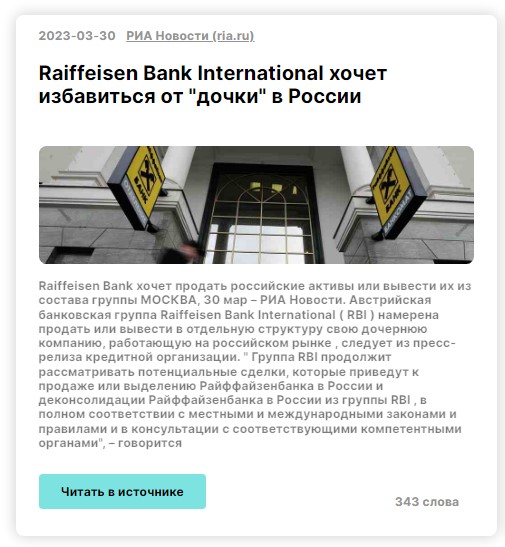 2023-03-30 РИА Новости (ria.ru)
Raiffeisen Bank International хочет
избавиться от "дочки" в России
БАНК
БАНКОМАТ
Raiffeisen Bank хочет продать российские активы или вывести их из
состава группы МОСКВА, 30 мар – РИА Новости. Австрийская
банковская группа Raiffeisen Bank International ( RBI ) намерена
продать или вывести в отдельную структуру свою дочернюю
компанию, работающую на российском рынке , следует из пресс-
релиза кредитной организации. " Группа RBI продолжит
рассматривать потенциальные сделки, которые приведут к
продаже или выделению Райффайзенбанка в России и
деконсолидации Райффайзенбанка в России из группы RBI , в
полном соответствии с местными и международными законами и
правилами и в консультации с соответствующими компетентными
органами", – говорится
Читать в источнике
343 слова